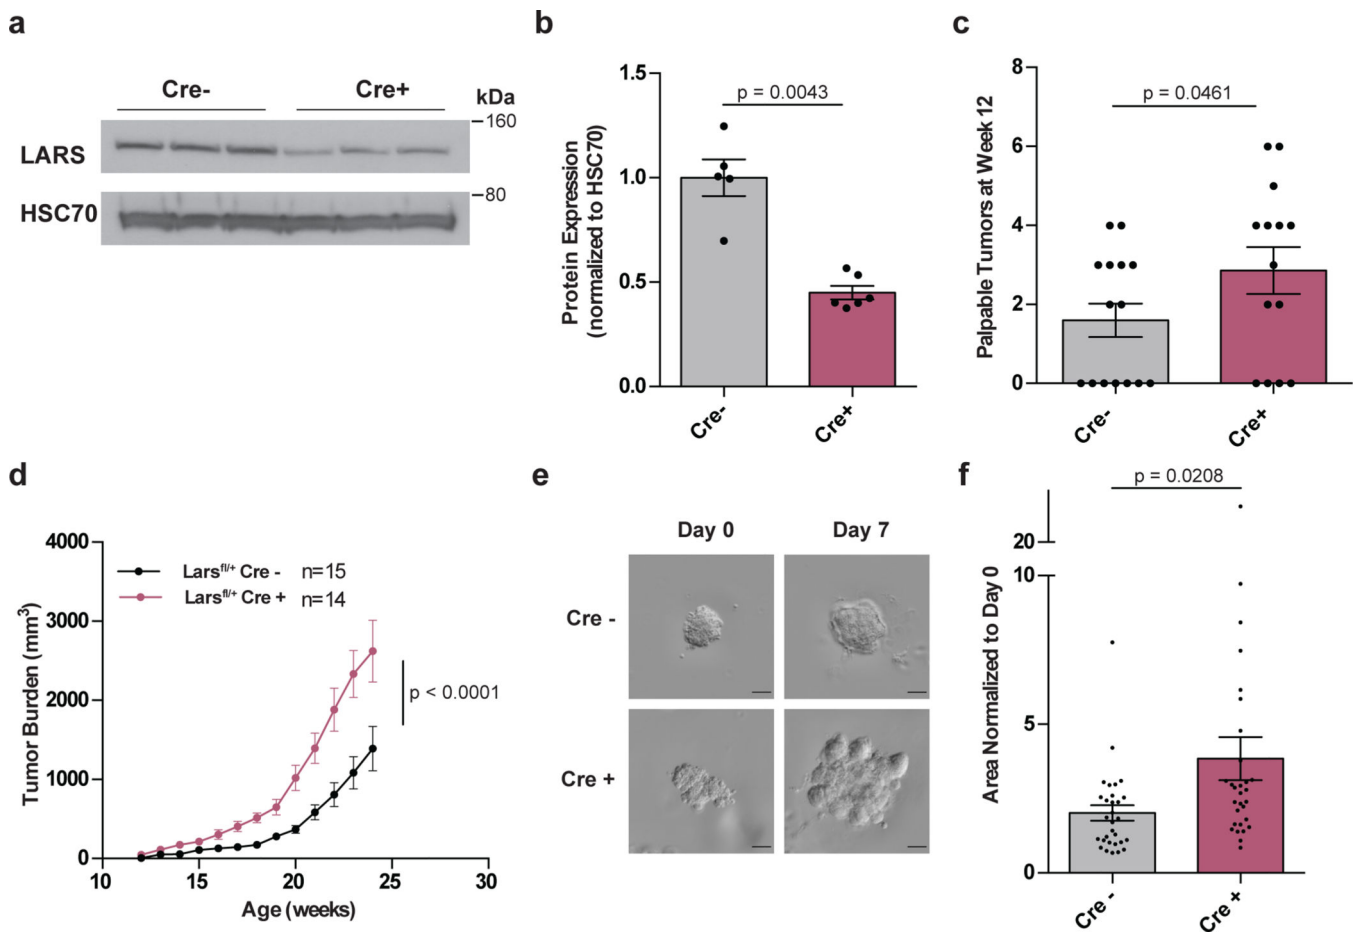 a
Cre-
Cre+
kDa
160
LARS
80
HSC70
b
Protein Expression
(normalized to HSC70)
1.5
1.0
0.5
0.0
p = 0.0043
Cre-
Cre+
c
Palpable Tumors at Week 12
8
6
4
2
0
p = 0.0461
Cre-
Cre+
d
Tumor Burden (mm³)
4000
3000
2000
1000
0
Larsfl/+ Cre - n=15
Larsfl/+ Cre + n=14
p < 0.0001
10 15 20 25 30
Age (weeks)
e
Day 0 Day 7
Cre -
Cre +
f
Area Normalized to Day 0
20
10
5
0
p = 0.0208
Cre -
Cre +